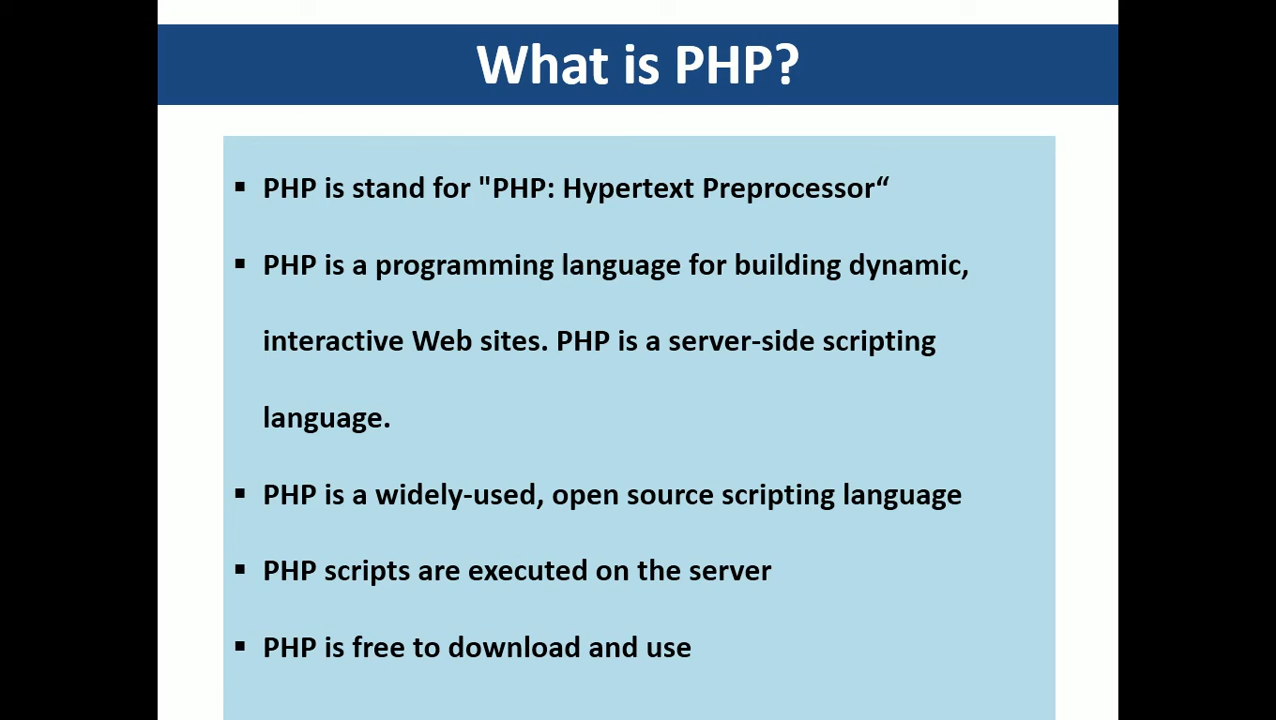 What is PHP?
▪ PHP is stand for "PHP: Hypertext Preprocessor“
▪ PHP is a programming language for building dynamic,
interactive Web sites. PHP is a server-side scripting
language.
▪ PHP is a widely-used, open source scripting language
▪ PHP scripts are executed on the server
▪ PHP is free to download and use